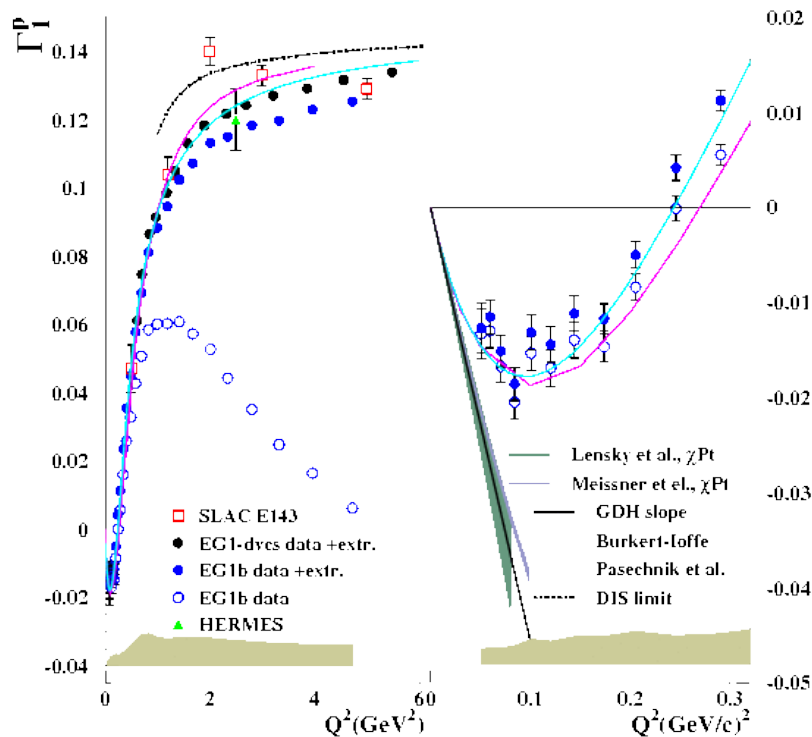 Γ₁ᵖ
0.14
0.12
0.1
0.08
0.06
0.04
0.02
0
-0.02
-0.04
SLAC E143
EG1-dvcs data +extr.
EG1b data +extr.
EG1b data
HERMES
0
2
4
60
Q²(GeV²)
0.02
0.01
0
-0.01
-0.02
-0.03
-0.04
-0.05
Lensky et al., χPt
Meissner et el., χPt
GDH slope
Burkert-Ioffe
Pasechnik et al.
DIS limit
0.1
0.2
0.3
Q²(GeV/c)²